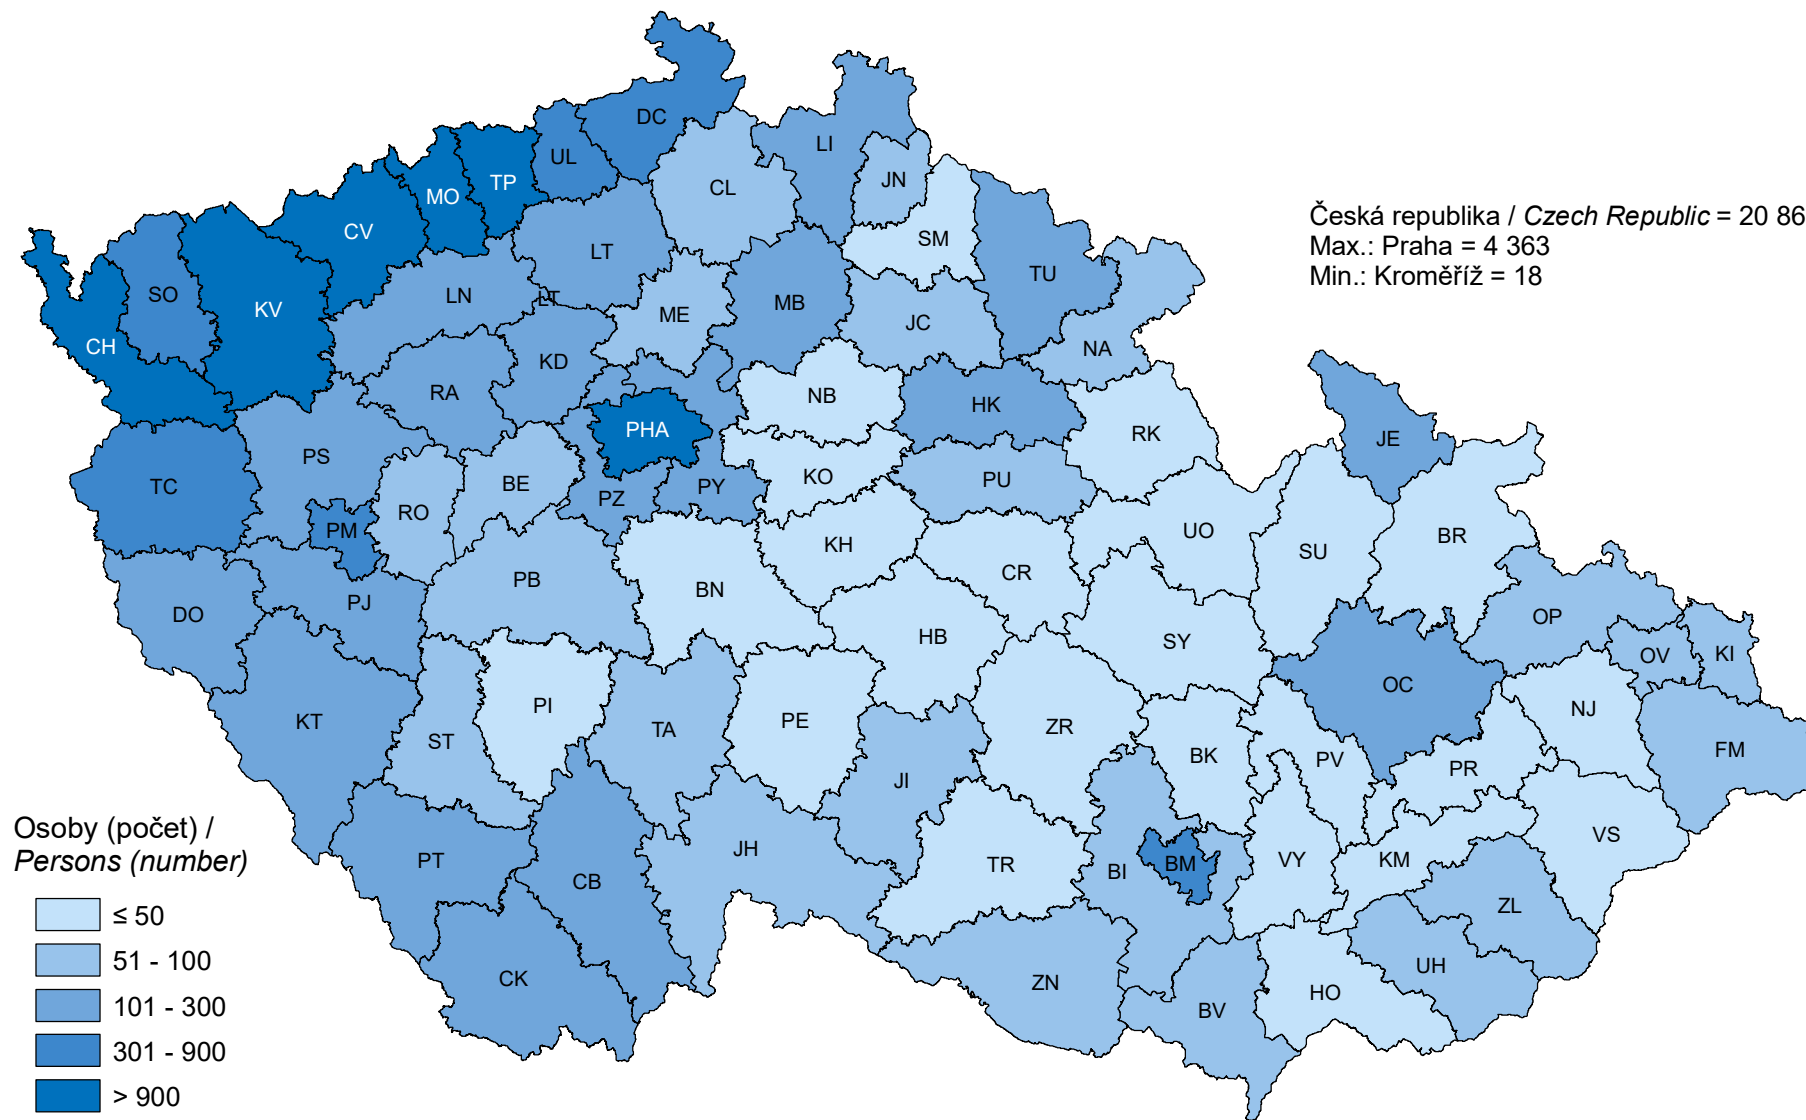 DC
UL
LI
TP
MO
JN
CL
CV
SM
LT
TU
SO
LN
LT
KV
MB
ME
JC
CH
KD
NA
RA
NB
HK
PHA
RK
JE
PS
TC
BE
KO
PU
PZ
PY
RO
PM
UO
BR
KH
SU
CR
PB
BN
PJ
DO
OP
HB
SY
OV
KI
OC
PI
PE
NJ
KT
ST
TA
ZR
BK
PV
FM
PR
JI
VS
JH
PT
TR
BI
BM
VY
KM
CB
ZL
UH
CK
ZN
HO
BV
Česká republika / Czech Republic = 20 86
Max.: Praha = 4 363
Min.: Kroměříž = 18
Osoby (počet) /
Persons (number)
≤ 50
51 - 100
101 - 300
301 - 900
> 900